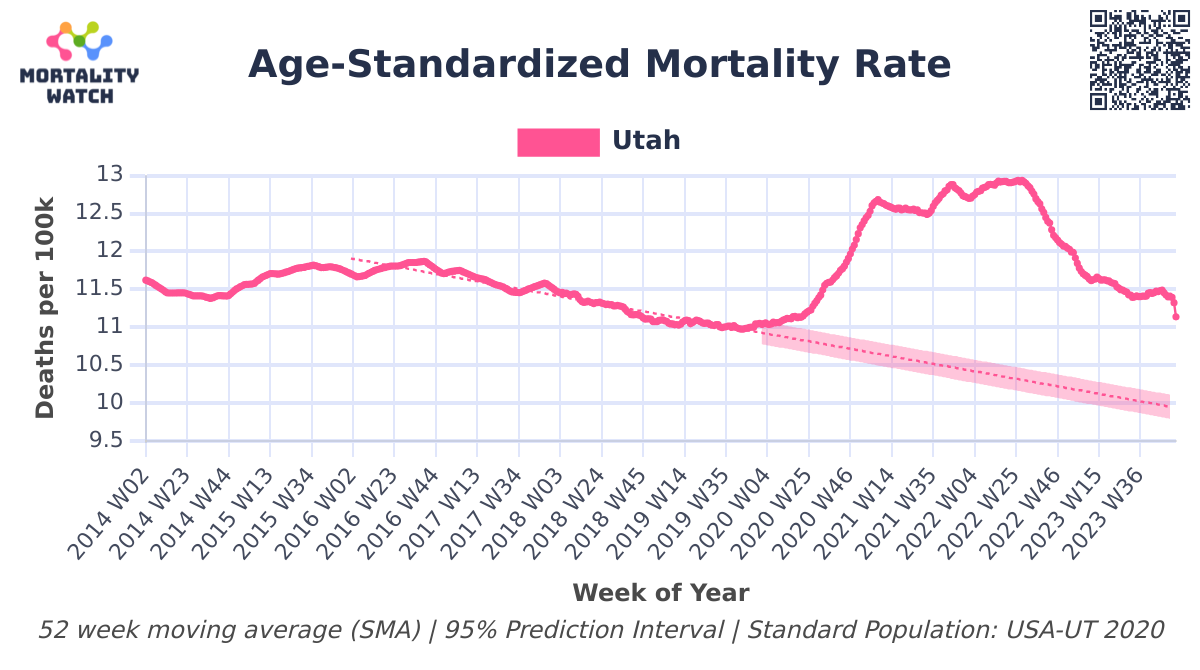 MORTALITY
WATCH
Age-Standardized Mortality Rate
Utah
Deaths per 100k
13
12.5
12
11.5
11
10.5
10
9.5
2014 W02
2014 W23
2014 W44
2015 W13
2015 W34
2016 W02
2016 W23
2016 W44
2017 W13
2017 W34
2018 W03
2018 W24
2018 W45
2019 W14
2019 W35
2020 W04
2020 W25
2020 W46
2021 W14
2021 W35
2022 W04
2022 W25
2022 W46
2023 W15
2023 W36
Week of Year
52 week moving average (SMA) | 95% Prediction Interval | Standard Population: USA-UT 2020